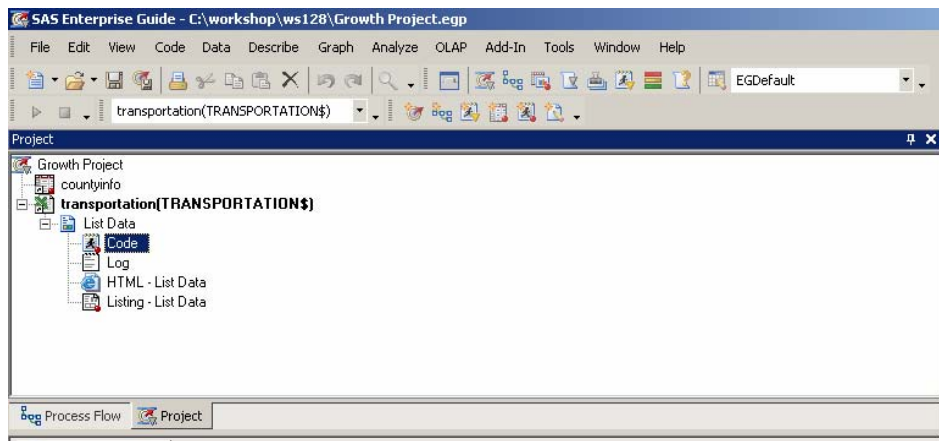 SAS Enterprise Guide - C:\workshop\ws128\Growth Project.egp
File Edit View Code Data Describe Graph Analyze OLAP Add-In Tools Window Help
EGDefault
transportation(TRANSPORTATION$)
Project
Growth Project
countyinfo
transportation(TRANSPORTATION$)
List Data
Code
Log
HTML - List Data
Listing - List Data
Process Flow Project